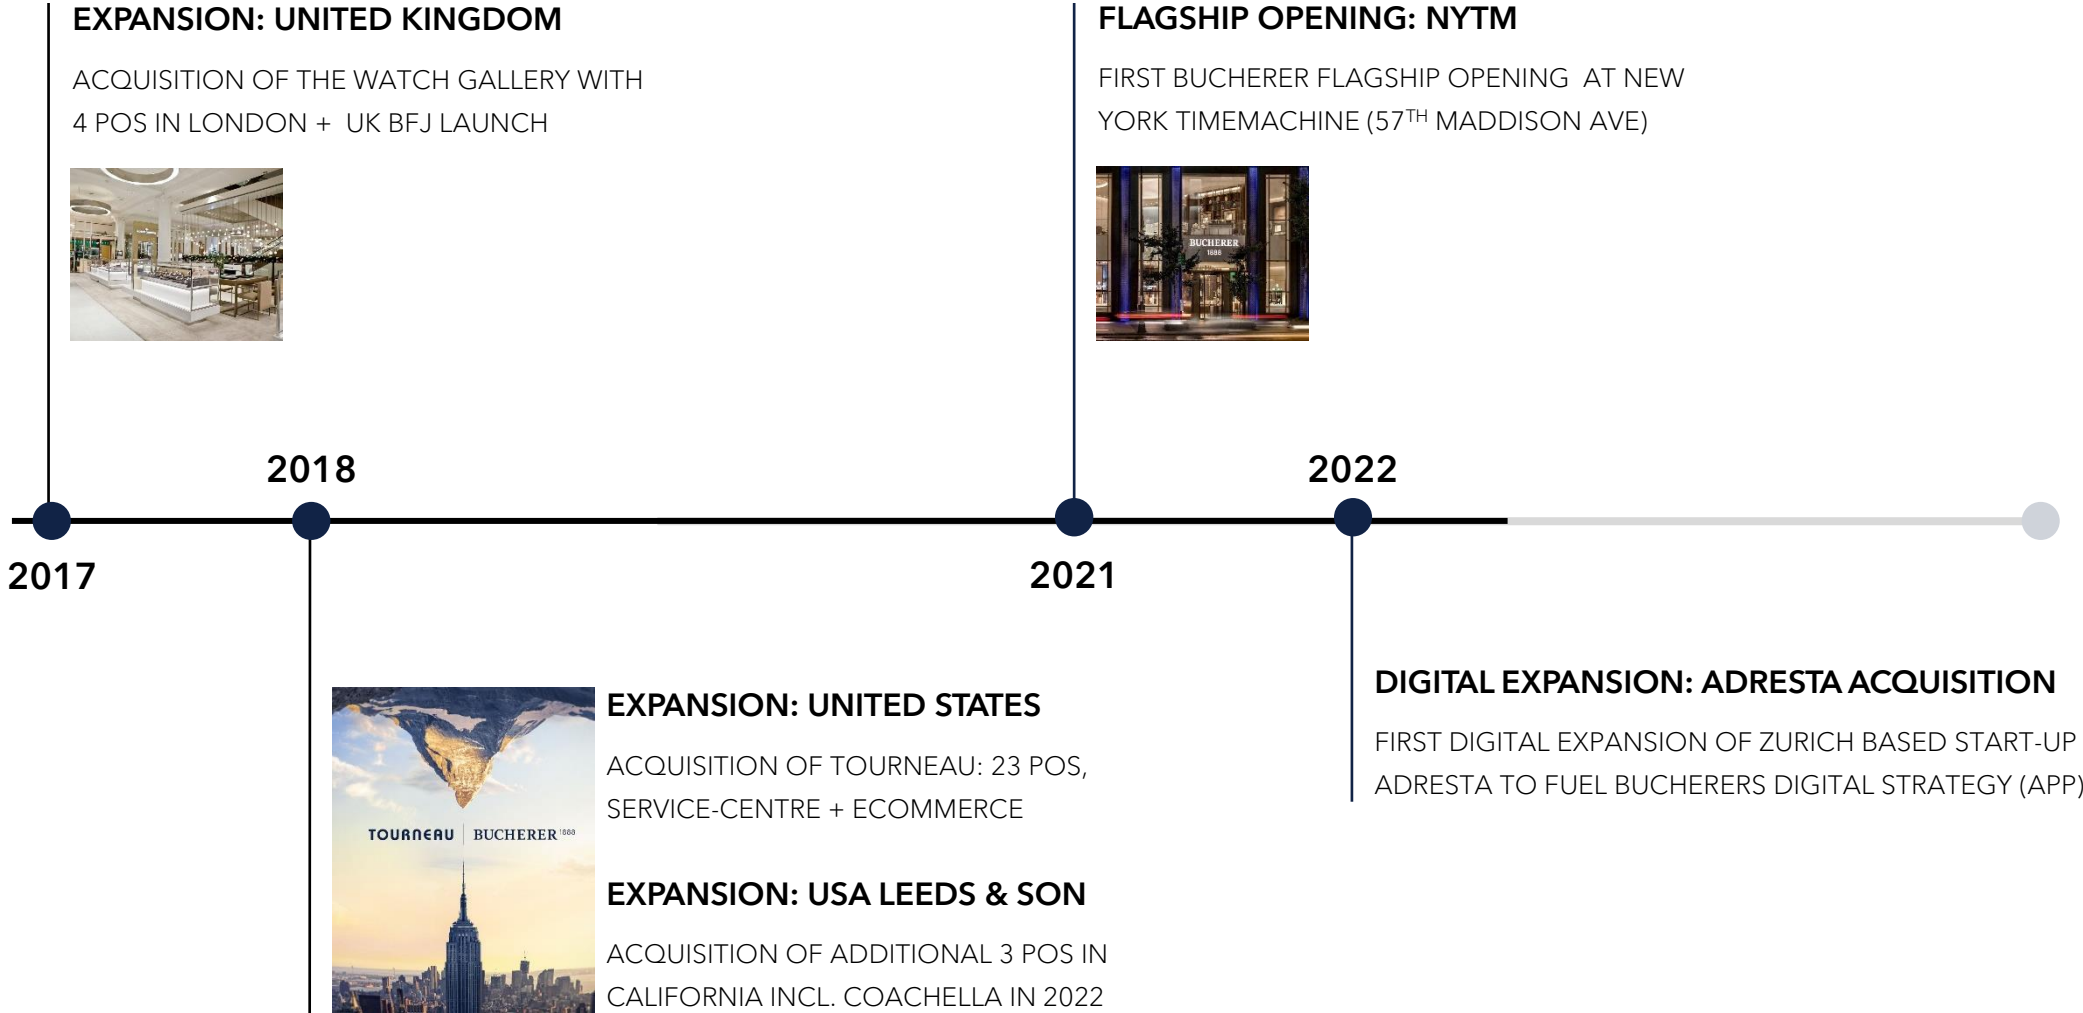 EXPANSION: UNITED KINGDOM
ACQUISITION OF THE WATCH GALLERY WITH
4 POS IN LONDON + UK BFJ LAUNCH
FLAGSHIP OPENING: NYTM
FIRST BUCHERER FLAGSHIP OPENING AT NEW
YORK TIMEMACHINE (57TH MADDISON AVE)
BUCHERER
1888
2018
2022
2017
2021
EXPANSION: UNITED STATES
ACQUISITION OF TOURNEAU: 23 POS,
SERVICE-CENTRE + ECOMMERCE
TOURNEAU | BUCHERER 1888
EXPANSION: USA LEEDS & SON
ACQUISITION OF ADDITIONAL 3 POS IN
CALIFORNIA INCL. COACHELLA IN 2022
DIGITAL EXPANSION: ADRESTA ACQUISITION
FIRST DIGITAL EXPANSION OF ZURICH BASED START-UP
ADRESTA TO FUEL BUCHERERS DIGITAL STRATEGY (APP)